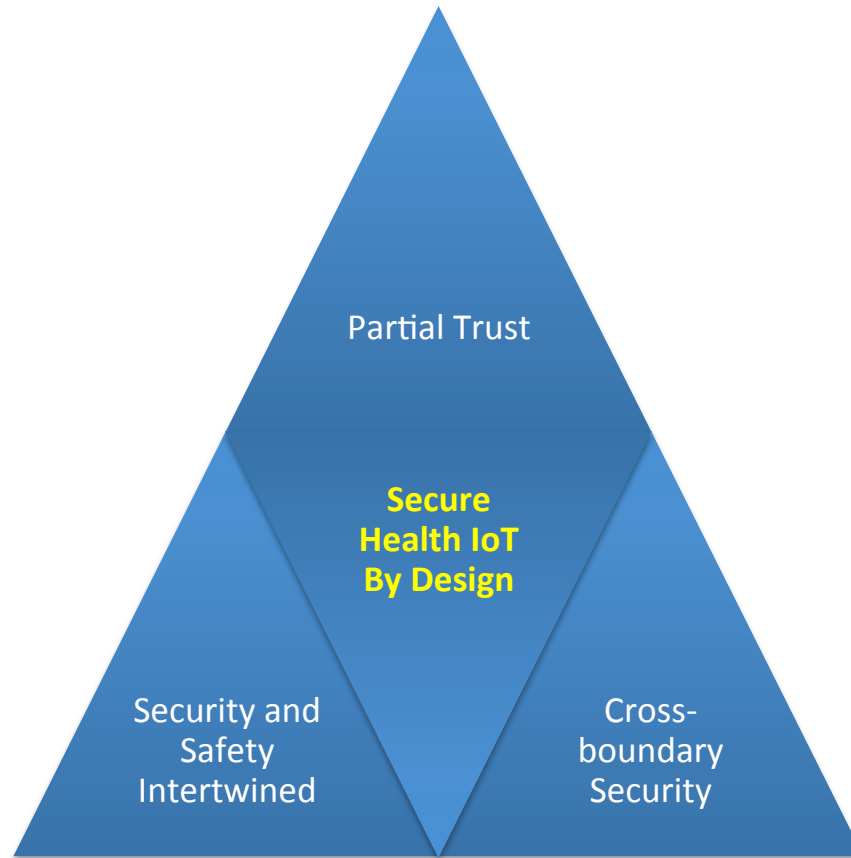 Partial Trust
Secure
Health IoT
By Design
Security and
Safety
Intertwined
Cross-
boundary
Security